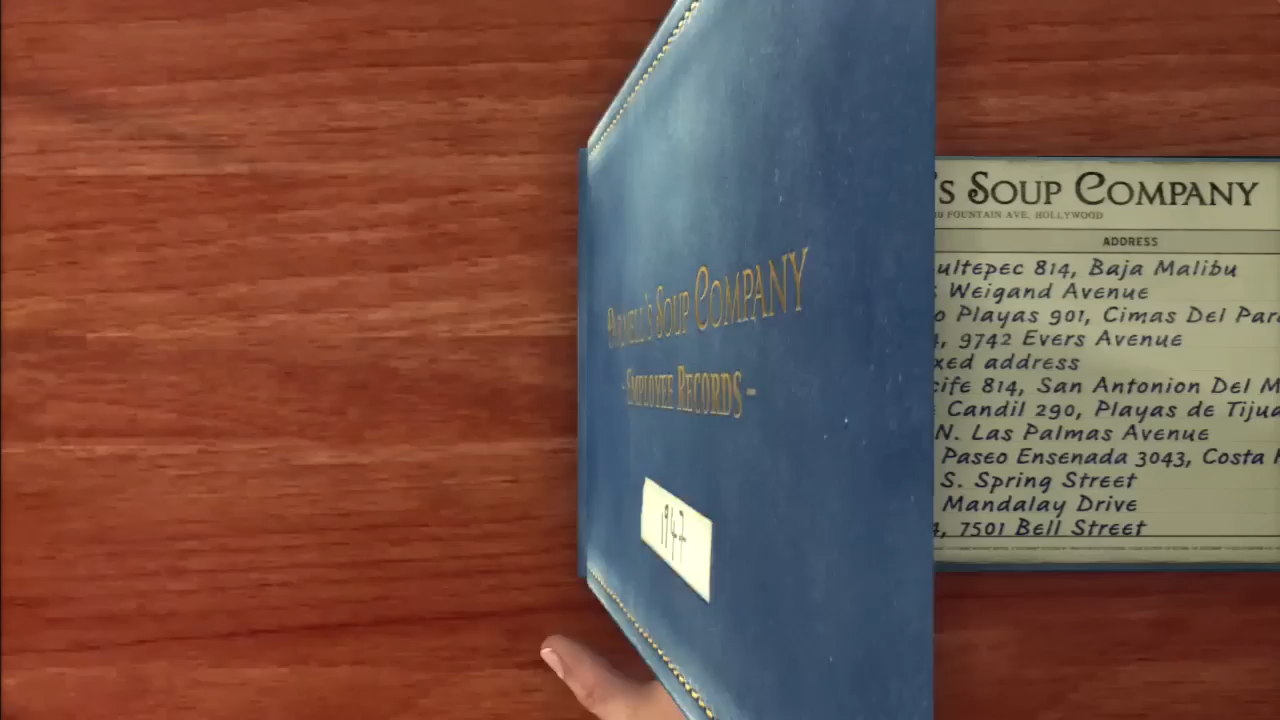 Soup Company
- Employee Records -
1947
's Soup Company
Fountain Ave, Hollywood
Address
ultepec 814, Baja Malibu
Weigand Avenue
o Playas 901, Cimas Del Par
, 9742 Evers Avenue
xed address
cife 814, San Antonion Del M
Candil 290, Playas de Tijua
N. Las Palmas Avenue
Paseo Ensenada 3043, Costa
S. Spring Street
Mandalay Drive
, 7501 Bell Street